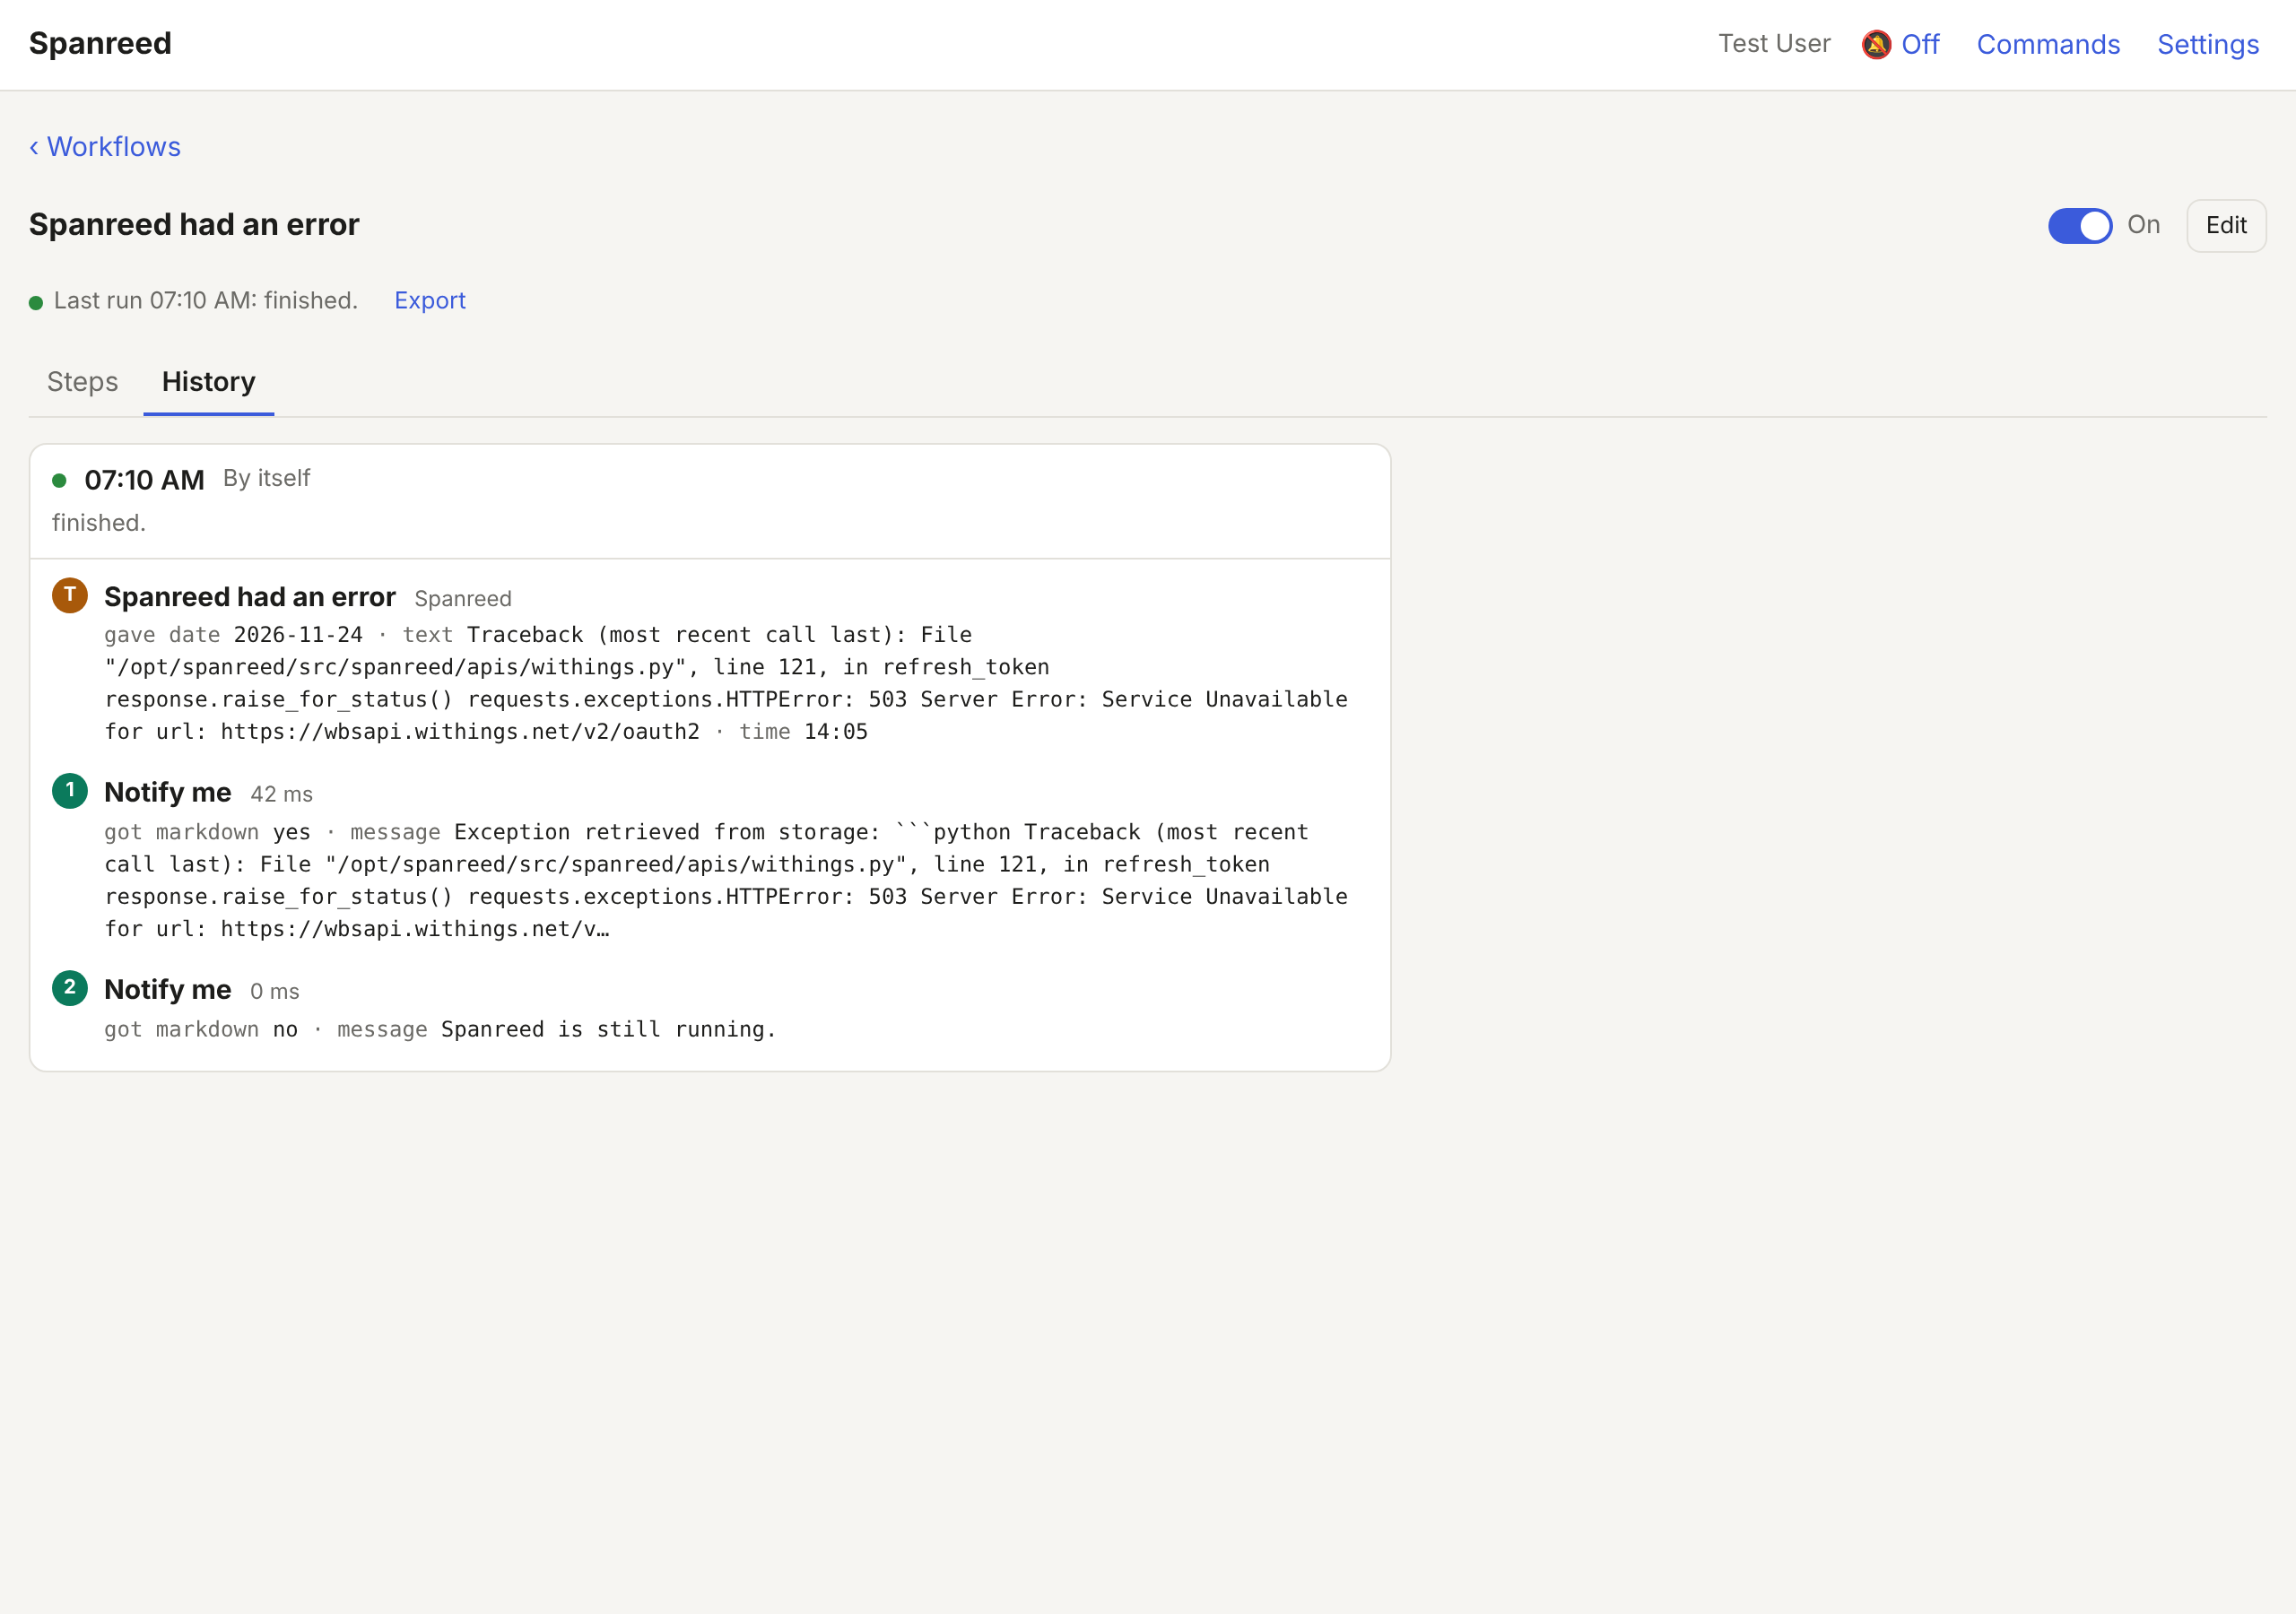 Spanreed
Test User Off Commands Settings
‹ Workflows
Spanreed had an error
On Edit
Last run 07:10 AM: finished. Export
Steps History
07:10 AM By itself
finished.
T Spanreed had an error Spanreed
gave date 2026-11-24 · text Traceback (most recent call last): File
"/opt/spanreed/src/spanreed/apis/withings.py", line 121, in refresh_token
response.raise_for_status() requests.exceptions.HTTPError: 503 Server Error: Service Unavailable
for url: https://wbsapi.withings.net/v2/oauth2 · time 14:05
1 Notify me 42 ms
got markdown yes · message Exception retrieved from storage: ```python Traceback (most recent
call last): File "/opt/spanreed/src/spanreed/apis/withings.py", line 121, in refresh_token
response.raise_for_status() requests.exceptions.HTTPError: 503 Server Error: Service Unavailable
for url: https://wbsapi.withings.net/v…
2 Notify me 0 ms
got markdown no · message Spanreed is still running.